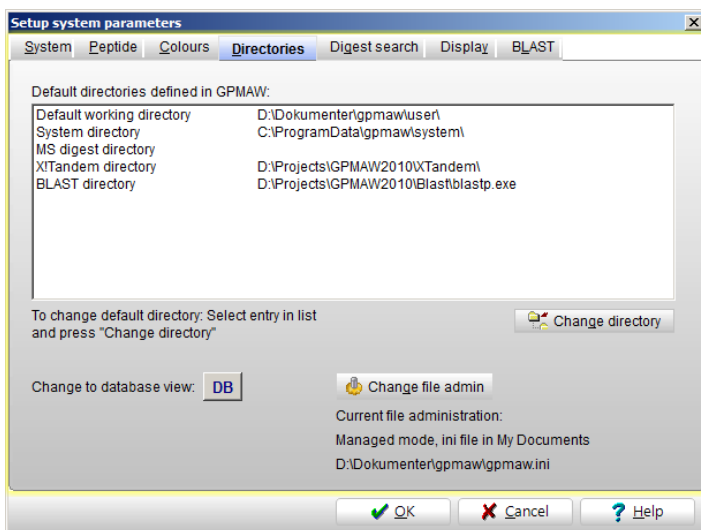 Setup system parameters
System Peptide Colours Directories Digest search Display BLAST
Default directories defined in GPMAW:
Default working directory D:\Dokumenter\gpmaw\user\
System directory C:\ProgramData\gpmaw\system\
MS digest directory
X!Tandem directory D:\Projects\GPMAW2010\XTandem\
BLAST directory D:\Projects\GPMAW2010\Blast\blastp.exe
To change default directory: Select entry in list
and press "Change directory"
Change directory
Change to database view: DB
Change file admin
Current file administration:
Managed mode, ini file in My Documents
D:\Dokumenter\gpmaw\gpmaw.ini
OK Cancel Help